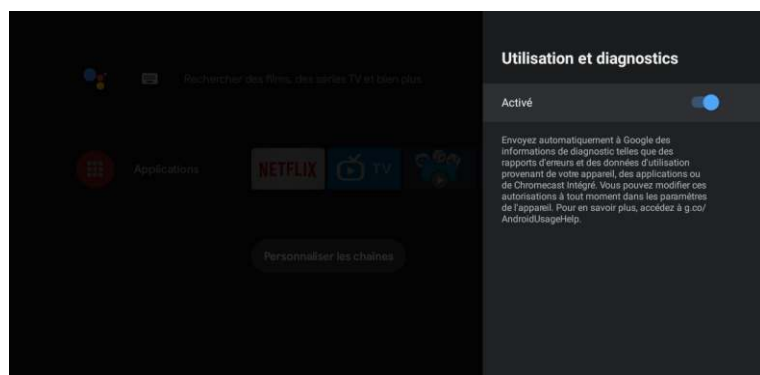 Utilisation et diagnostics
Rechercher des films, des séries TV et bien plus
Activé
Envoyez automatiquement à Google des
informations de diagnostic telles que des
rapports d'erreurs et des données d'utilisation
provenant de votre appareil, des applications ou
de Chromecast Intégré. Vous pouvez modifier ces
autorisations à tout moment dans les paramètres
de l'appareil. Pour en savoir plus, accédez à g.co/
AndroidUsageHelp.
Applications
NETFLIX
TV
Personnaliser les chaînes